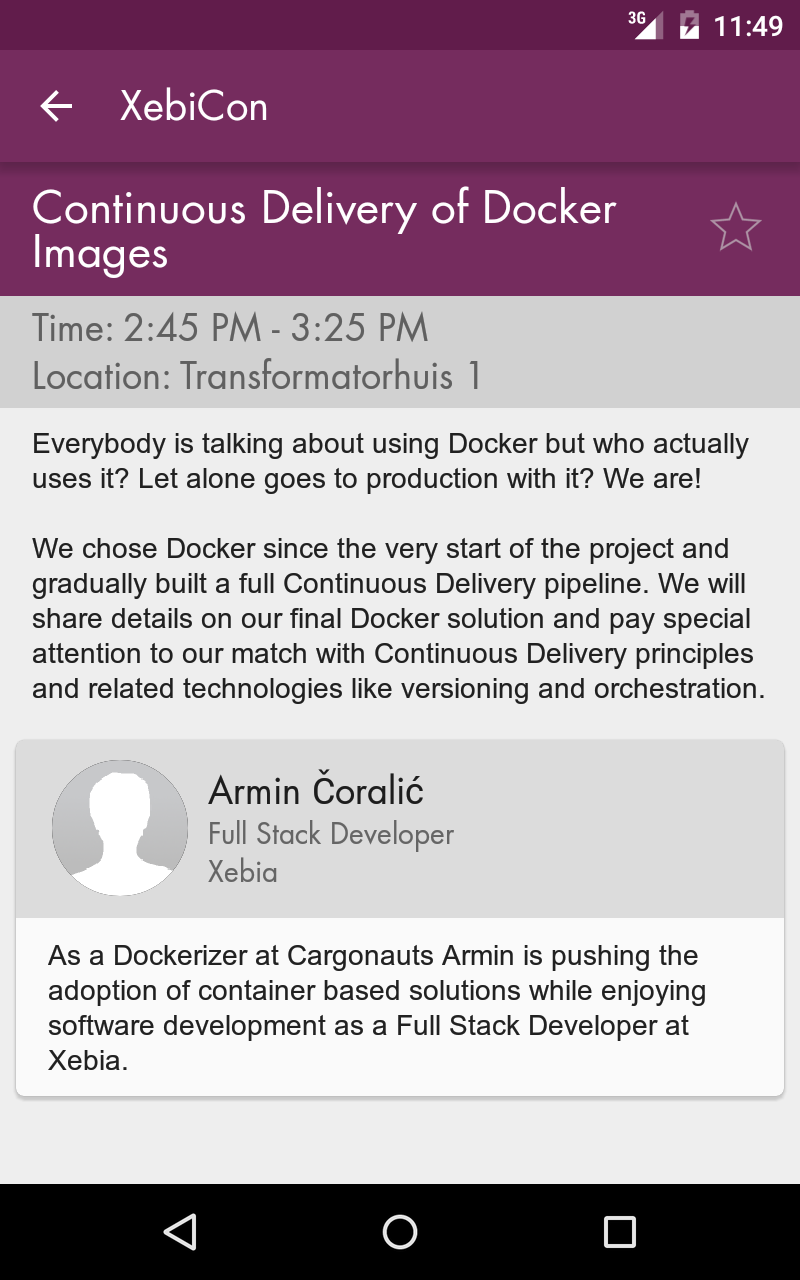 3G 11:49
XebiCon
Continuous Delivery of Docker
Images
Time: 2:45 PM - 3:25 PM
Location: Transformatorhuis 1
Everybody is talking about using Docker but who actually
uses it? Let alone goes to production with it? We are!
We chose Docker since the very start of the project and
gradually built a full Continuous Delivery pipeline. We will
share details on our final Docker solution and pay special
attention to our match with Continuous Delivery principles
and related technologies like versioning and orchestration.
Armin Čoralić
Full Stack Developer
Xebia
As a Dockerizer at Cargonauts Armin is pushing the
adoption of container based solutions while enjoying
software development as a Full Stack Developer at
Xebia.